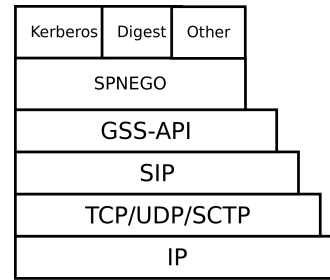 Kerberos Digest Other
SPNEGO
GSS-API
SIP
TCP/UDP/SCTP
IP